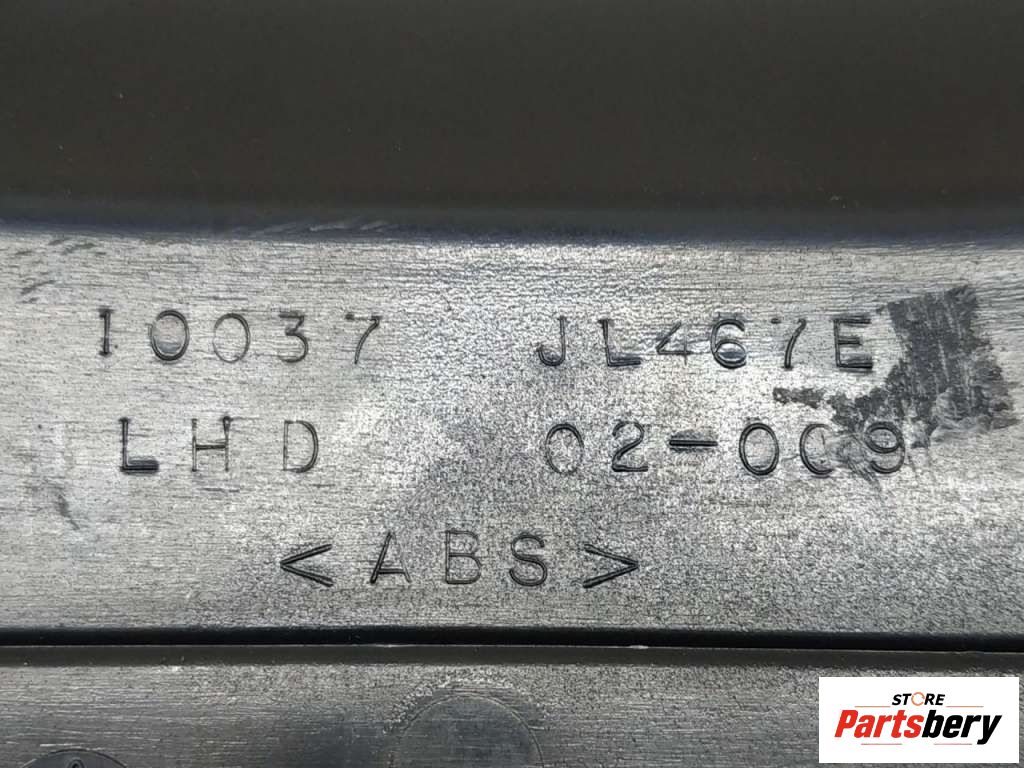 10037 JL467E
LHD 02-009
<ABS>
STORE
Partsbery